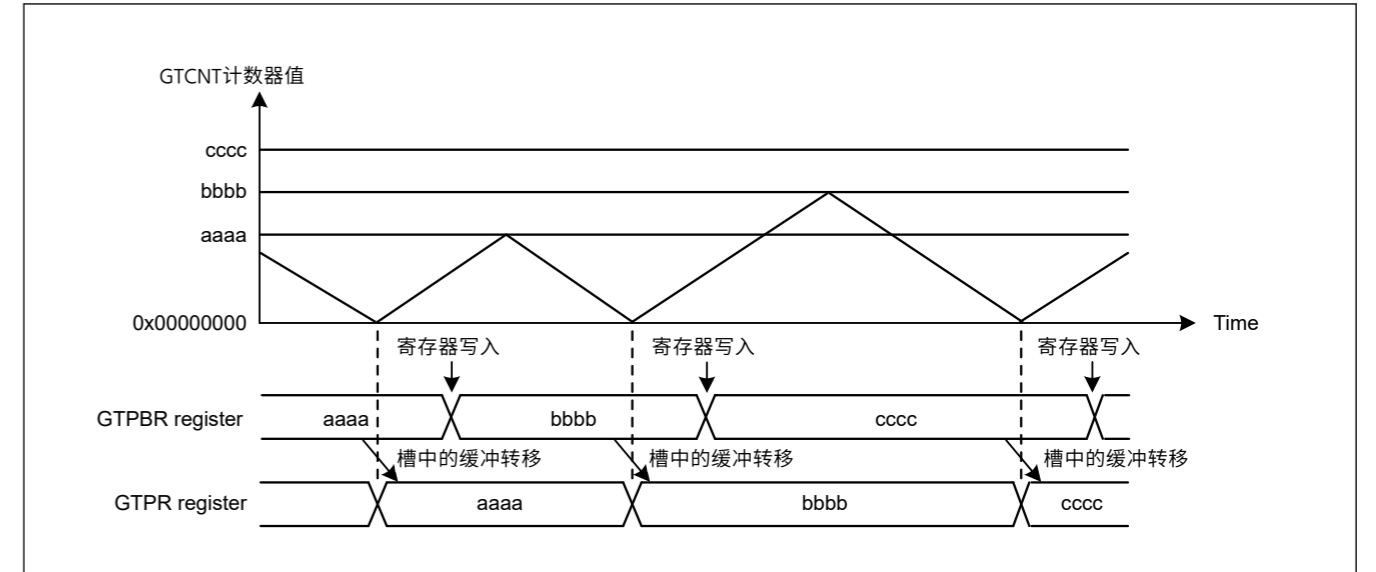 GTCNT计数器值
cccc
bbbb
aaaa
0x00000000
Time
寄存器写入 寄存器写入 寄存器写入
GTPBR register aaaa bbbb cccc
槽中的缓冲转移 槽中的缓冲转移 槽中的缓冲转移
GTPR register aaaa bbbb cccc